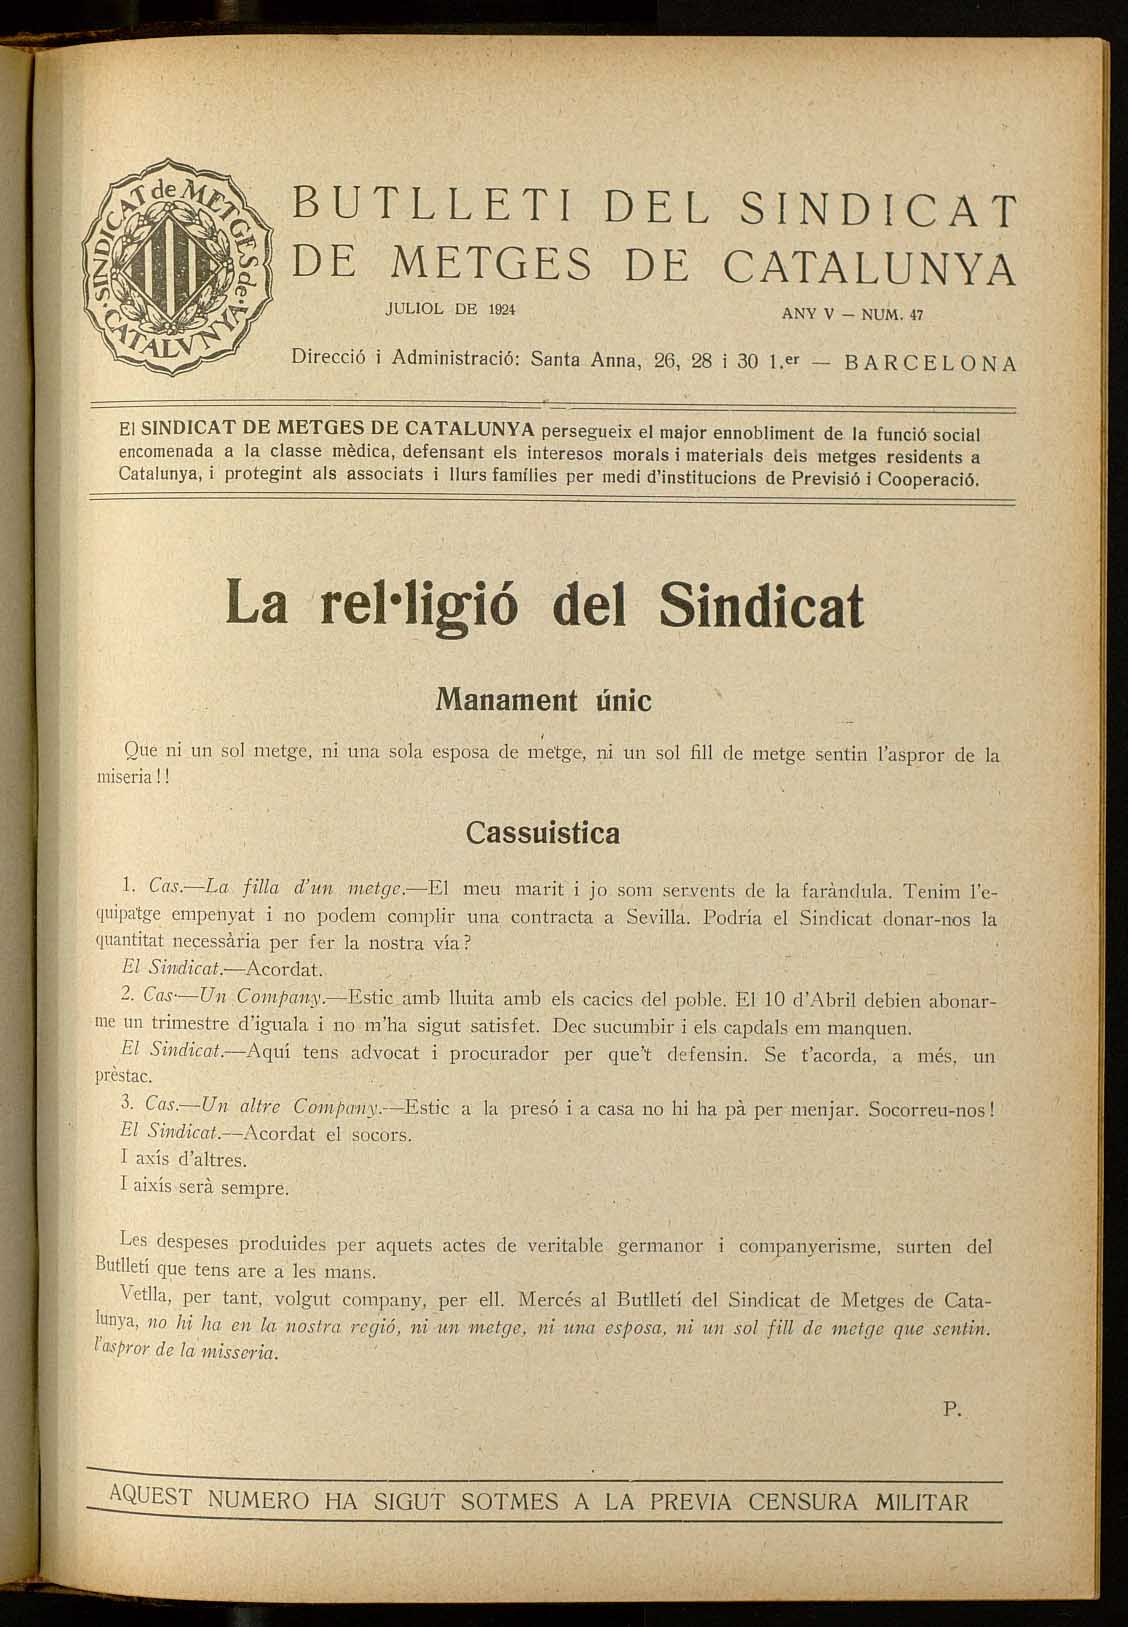 SINDICAT de METGES de CATALVNYA
BUTLLETI DEL SINDICAT
DE METGES DE CATALUNYA
JULIOL DE 1924 ANY V — NUM. 47
Direcció i Administració: Santa Anna, 26, 28 i 30 1.er — BARCELONA
El SINDICAT DE METGES DE CATALUNYA persegueix el major ennobliment de la funció social
encomenada a la classe mèdica, defensant els interesos morals i materials dels metges residents a
Catalunya, i protegint als associats i llurs famílies per medi d'institucions de Previsió i Cooperació.
La rel·ligió del Sindicat
Manament únic
Que ni un sol metge, ni una sola esposa de metge, ni un sol fill de metge sentin l'aspror de la
miseria!!
Cassuistica
1. Cas.—La filla d'un metge.—El meu marit i jo som servents de la faràndula. Tenim l'e-
quipatge empenyat i no podem complir una contracta a Sevilla. Podría el Sindicat donar-nos la
quantitat necessària per fer la nostra vía?
El Sindicat.—Acordat.
2. Cas·—Un Company.—Estic amb lluita amb els cacics del poble. El 10 d'Abril debien abonar-
me un trimestre d'iguala i no m'ha sigut satisfet. Dec sucumbir i els capdals em manquen.
El Sindicat.—Aquí tens advocat i procurador per que't defensin. Se t'acorda, a més, un
prèstac.
3. Cas.—Un altre Company.—Estic a la presó i a casa no hi ha pà per menjar. Socorreu-nos!
El Sindicat.—Acordat el socors.
I axís d'altres.
I aixís serà sempre.
Les despeses produides per aquets actes de veritable germanor i companyerisme, surten del
Butlletí que tens are a les mans.
Vetlla, per tant, volgut company, per ell. Mercés al Butlletí del Sindicat de Metges de Cata-
lunya, no hi ha en la nostra regió, ni un metge, ni una esposa, ni un sol fill de metge que sentin.
l'aspror de la misseria.
P.
AQUEST NUMERO HA SIGUT SOTMES A LA PREVIA CENSURA MILITAR